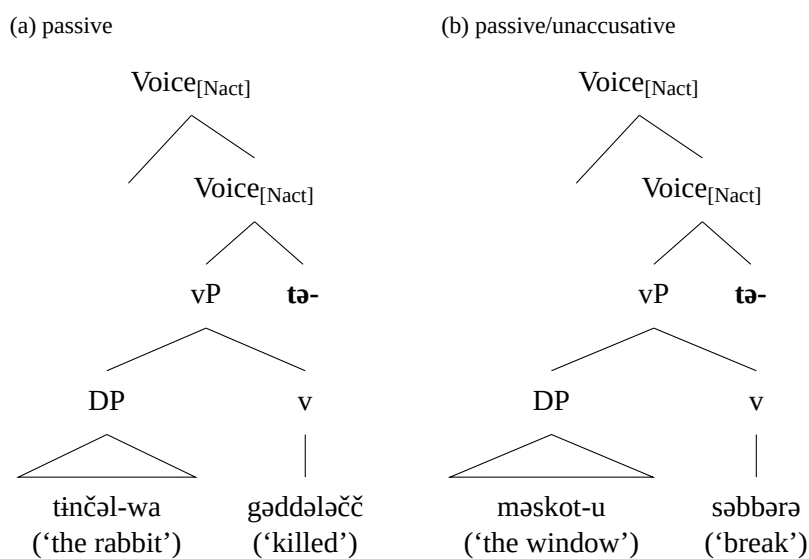 (a) passive
Voice[Nact]
Voice[Nact]
vP tə-
DP v
tɨnčəl-wa gəddələčč
(‘the rabbit’) (‘killed’)
(b) passive/unaccusative
Voice[Nact]
Voice[Nact]
vP tə-
DP v
məskot-u səbbərə
(‘the window’) (‘break’)